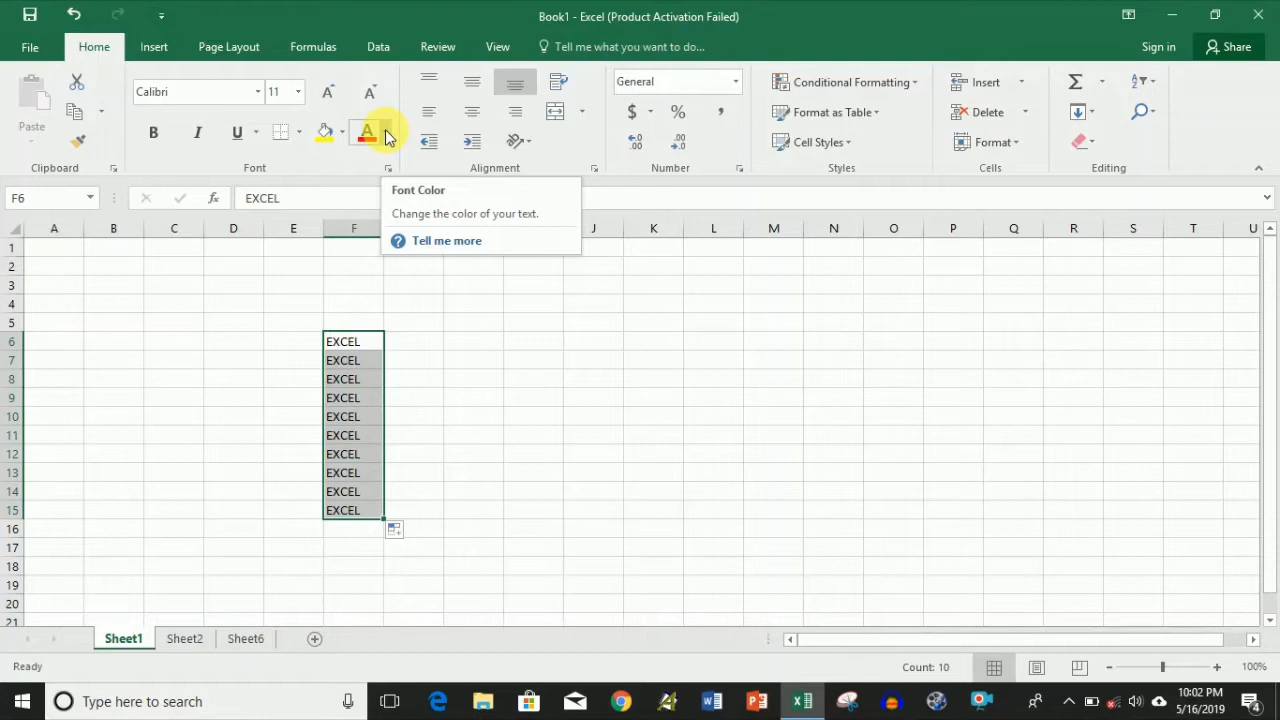 Book1 - Excel (Product Activation Failed)
File Home Insert Page Layout Formulas Data Review View Tell me what you want to do... Sign in Share
Paste
Calibri 11
A A
B I U A
General
$ % ,
Conditional Formatting
Format as Table
Cell Styles
Insert
Delete
Format
Clipboard Font Alignment Number Styles Cells Editing
F6 fx EXCEL
Font Color
Change the color of your text.
? Tell me more
A B C D E F J K L M N O P Q R S T U
1
2
3
4
5
6 EXCEL
7 EXCEL
8 EXCEL
9 EXCEL
10 EXCEL
11 EXCEL
12 EXCEL
13 EXCEL
14 EXCEL
15 EXCEL
16
17
18
19
20
21
Sheet1 Sheet2 Sheet6
Ready Count: 10 100%
Type here to search
10:02 PM
5/16/2019
4